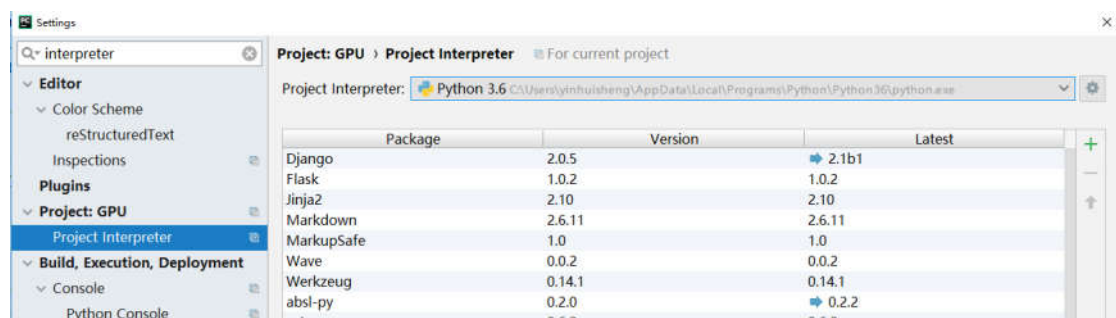 Settings
interpreter
Project: GPU › Project Interpreter For current project
Editor
Project Interpreter: Python 3.6 C:\Users\yinhuisheng\AppData\Local\Programs\Python\Python36\python.exe
Color Scheme
reStructuredText
Inspections
Plugins
Project: GPU
Project Interpreter
Build, Execution, Deployment
Console
Python Console
Package Version Latest
Django 2.0.5 2.1b1
Flask 1.0.2 1.0.2
Jinja2 2.10 2.10
Markdown 2.6.11 2.6.11
MarkupSafe 1.0 1.0
Wave 0.0.2 0.0.2
Werkzeug 0.14.1 0.14.1
absl-py 0.2.0 0.2.2